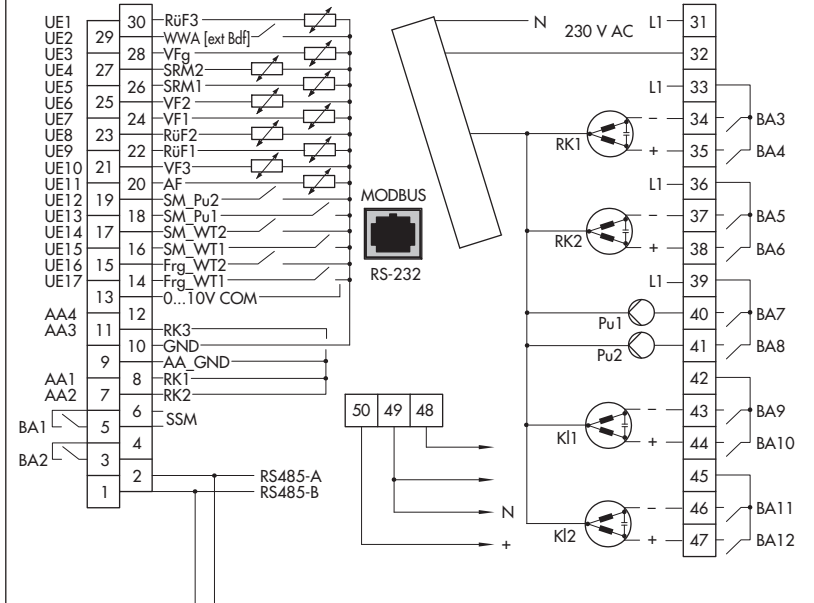 UE1 30 RüF3
UE2 29 WWA [ext Bdf]
UE3 28 VFg
UE4 27 SRM2
UE5 26 SRM1
UE6 25 VF2
UE7 24 VF1
UE8 23 RüF2
UE9 22 RüF1
UE10 21 VF3
UE11 20 AF
UE12 19 SM_Pu2
UE13 18 SM_Pu1
UE14 17 SM_WT2
UE15 16 SM_WT1
UE16 15 Frg_WT2
UE17 14 Frg_WT1
13 0...10V COM
AA4 12
AA3 11 RK3
10 GND
9 AA_GND
AA1 8 RK1
AA2 7 RK2
6 SSM
BA1 5
4
BA2 3
2 RS485-A
1 RS485-B
MODBUS
RS-232
50 49 48
N
+
N 230 V AC L1 31
32
L1 33
RK1 − 34 BA3
+ 35 BA4
L1 36
RK2 − 37 BA5
+ 38 BA6
L1 39
Pu1 40 BA7
Pu2 41 BA8
42
Kl1 − 43 BA9
+ 44 BA10
45
Kl2 − 46 BA11
+ 47 BA12